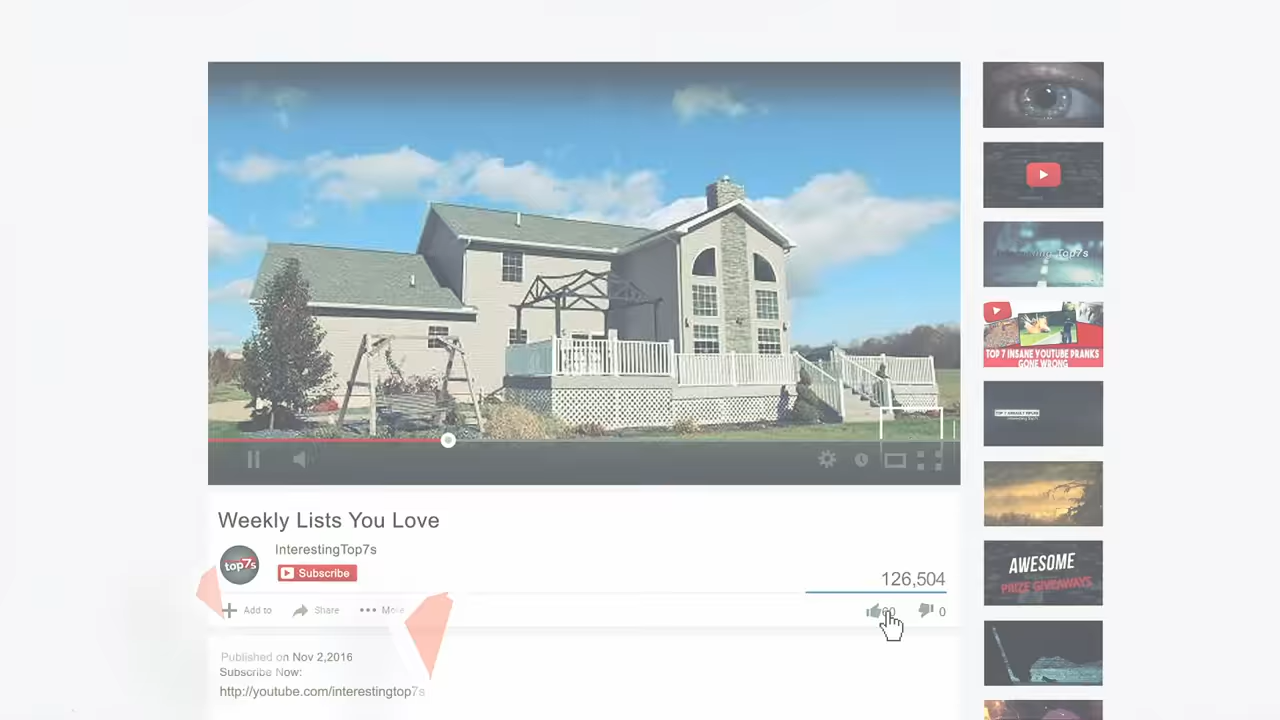 Weekly Lists You Love
InterestingTop7s
top7s
Subscribe
126,504
Add to
Share
0
Published on Nov 2,2016
Subscribe Now:
http://youtube.com/interestingtop7s
Top7s
TOP 7 INSANE YOUTUBE PRANKS
GONE WRONG
AWESOME
PRIZE GIVEAWAYS